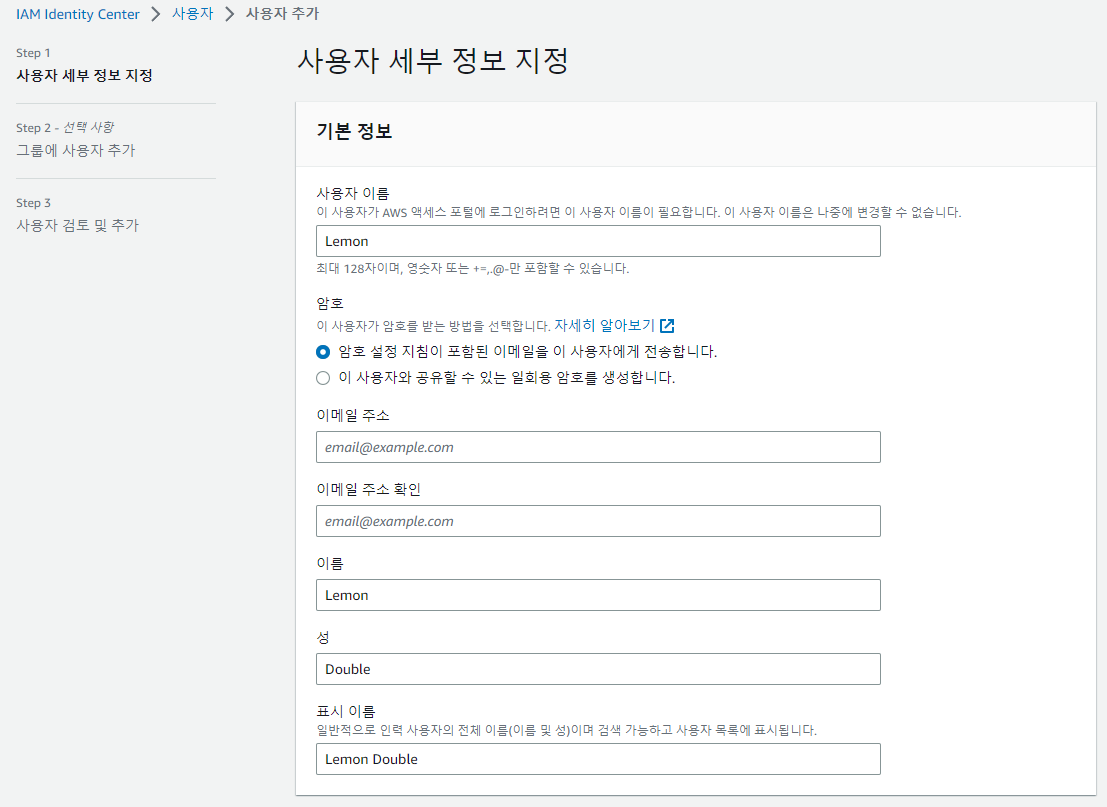 IAM Identity Center > 사용자 > 사용자 추가
Step 1
사용자 세부 정보 지정
Step 2 - 선택 사항
그룹에 사용자 추가
Step 3
사용자 검토 및 추가
사용자 세부 정보 지정
기본 정보
사용자 이름
이 사용자가 AWS 액세스 포털에 로그인하려면 이 사용자 이름이 필요합니다. 이 사용자 이름은 나중에 변경할 수 없습니다.
Lemon
최대 128자이며, 영숫자 또는 +=,.@-만 포함할 수 있습니다.
암호
이 사용자가 암호를 받는 방법을 선택합니다. 자세히 알아보기
암호 설정 지침이 포함된 이메일을 이 사용자에게 전송합니다.
이 사용자와 공유할 수 있는 일회용 암호를 생성합니다.
이메일 주소
email@example.com
이메일 주소 확인
email@example.com
이름
Lemon
성
Double
표시 이름
일반적으로 인력 사용자의 전체 이름(이름 및 성)이며 검색 가능하고 사용자 목록에 표시됩니다.
Lemon Double